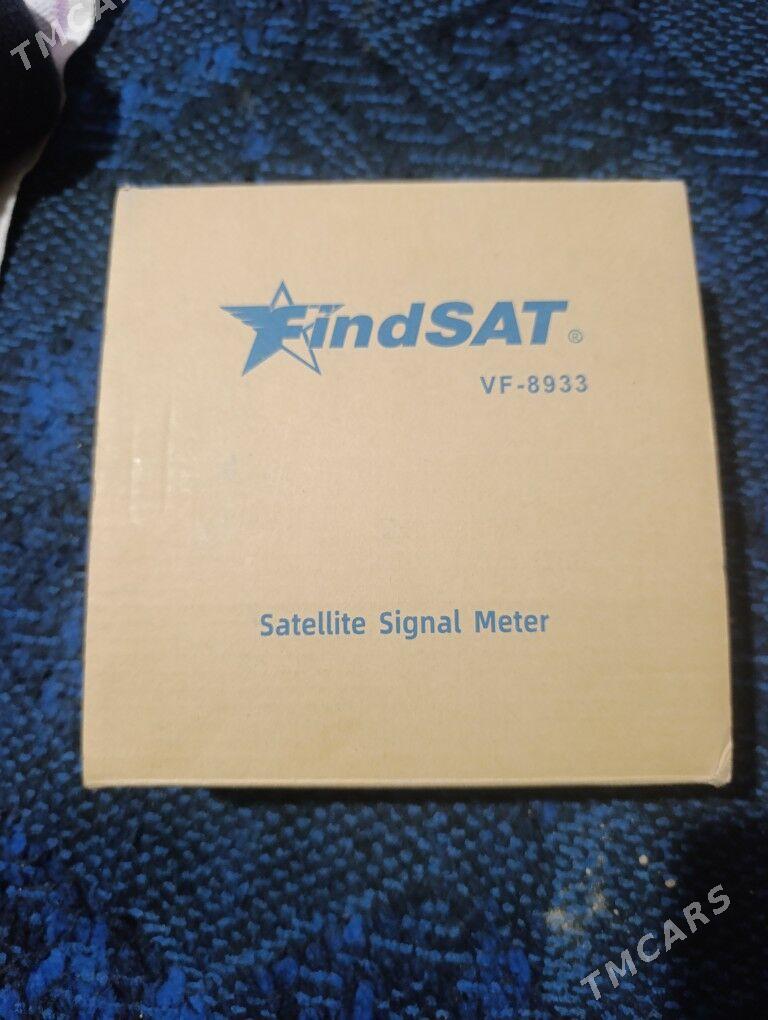 TMCARS
FindSAT®
VF-8933
Satellite Signal Meter
TMCARS